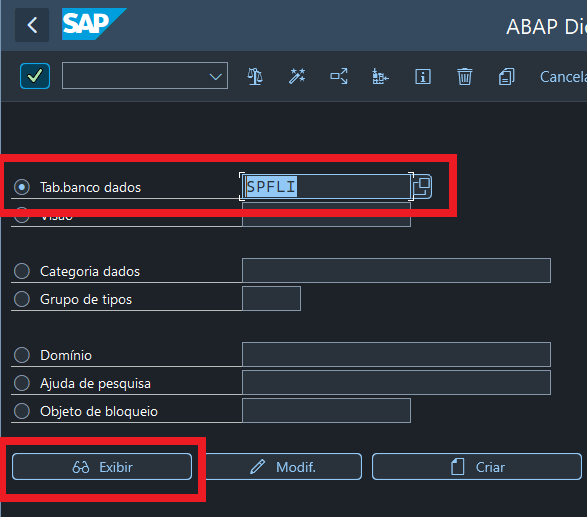 SAP
ABAP Dic
Cancela
Tab.banco dados SPFLI
Visão
Categoria dados
Grupo de tipos
Domínio
Ajuda de pesquisa
Objeto de bloqueio
Exibir Modif. Criar